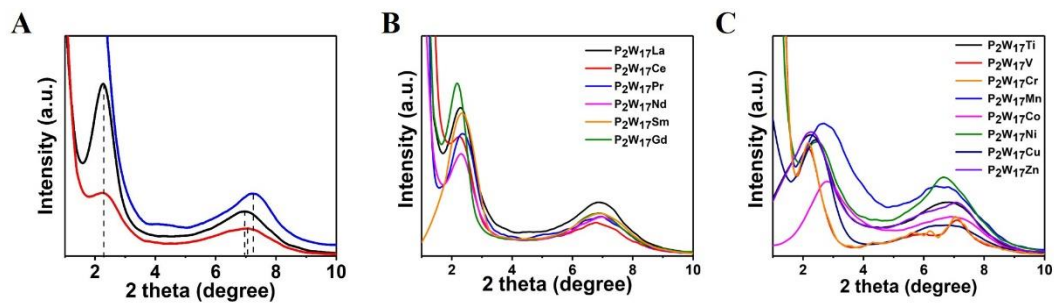 A
Intensity (a.u.)
2 4 6 8 10
2 theta (degree)
B
Intensity (a.u.)
P₂W₁₇La
P₂W₁₇Ce
P₂W₁₇Pr
P₂W₁₇Nd
P₂W₁₇Sm
P₂W₁₇Gd
2 4 6 8 10
2 theta (degree)
C
Intensity (a.u.)
P₂W₁₇Ti
P₂W₁₇V
P₂W₁₇Cr
P₂W₁₇Mn
P₂W₁₇Co
P₂W₁₇Ni
P₂W₁₇Cu
P₂W₁₇Zn
2 4 6 8 10
2 theta (degree)